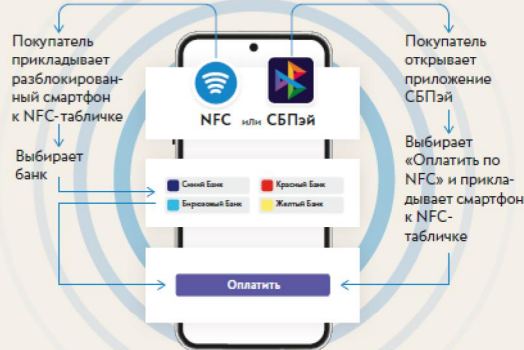 Покупатель
прикладывает
разблокирован-
ный смартфон
к NFC-табличке
Выбирает
банк
NFC или СБПэй
Синий Банк
Красный Банк
Бирюзовый Банк
Желтый Банк
Оплатить
Покупатель
открывает
приложение
СБПэй
Выбирает
«Оплатить по
NFC» и прикла-
дывает смартфон
к NFC-
табличке